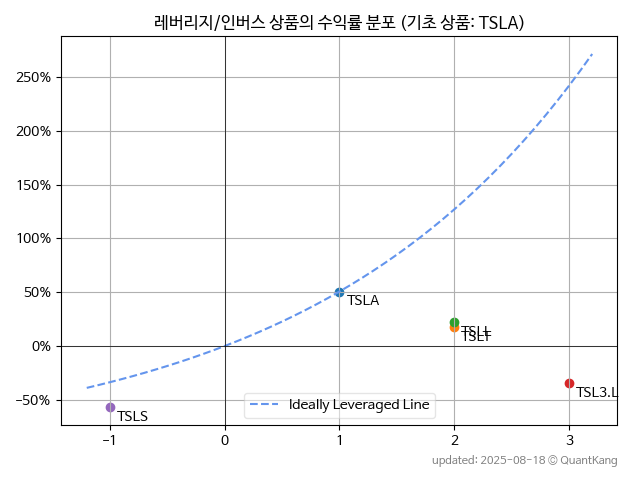 레버리지/인버스 상품의 수익률 분포 (기초 상품: TSLA)
250%
200%
150%
100%
50%
0%
−50%
TSLA
TSLL
TSLT
TSL3.L
TSLS
Ideally Leveraged Line
−1 0 1 2 3
updated: 2025-08-18 © QuantKang